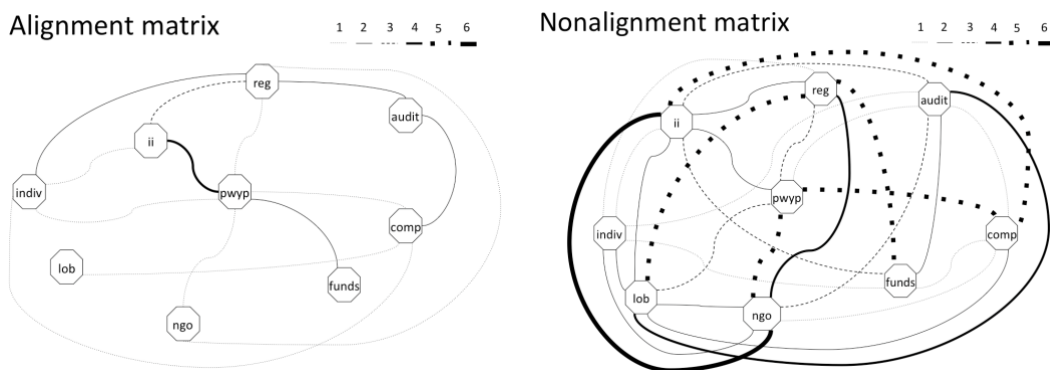 Alignment matrix
1 2 3 4 5 6
reg
audit
ii
indiv
pwyp
comp
lob
funds
ngo
Nonalignment matrix
1 2 3 4 5 6
reg
audit
ii
pwyp
indiv
comp
funds
lob
ngo